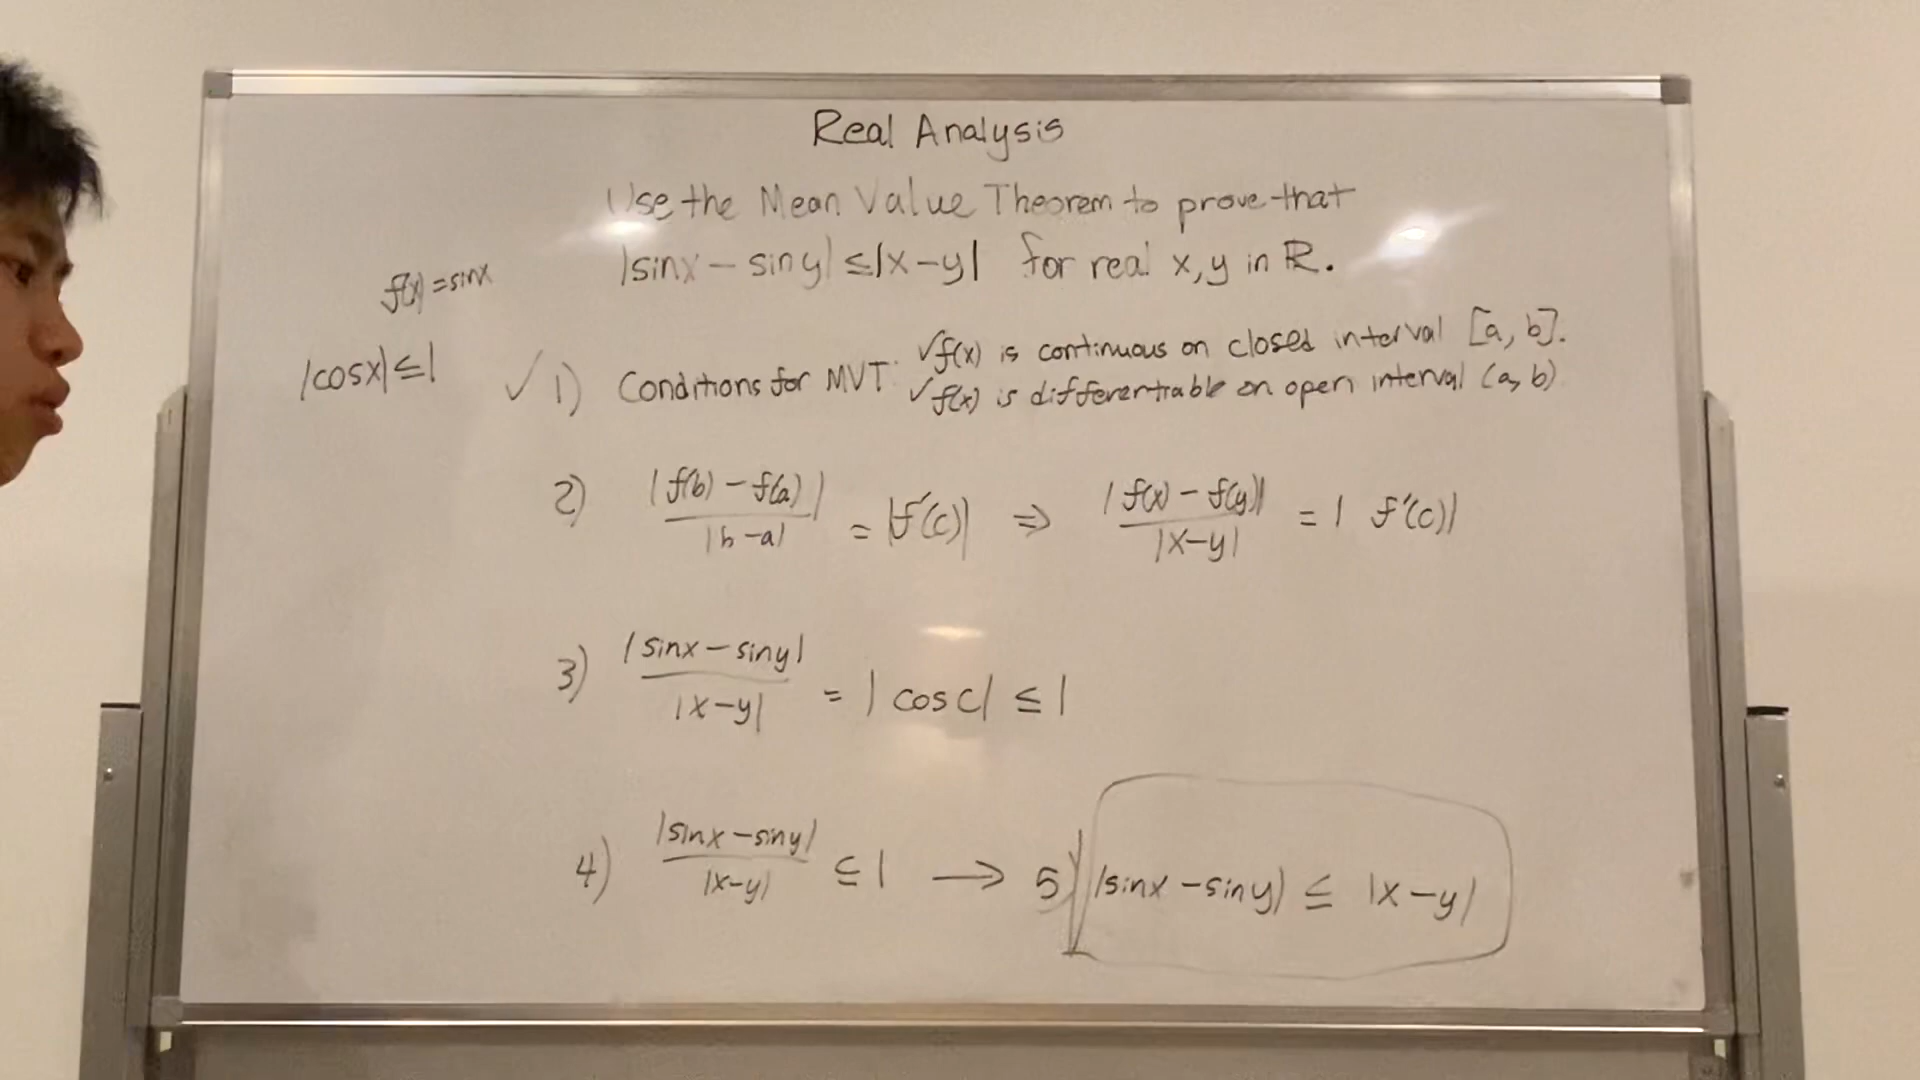 Real Analysis
Use the Mean Value Theorem to prove that
|sinx - siny| ≤ |x-y| for real x, y in ℝ.
f(x) = sinx
|cosx| ≤ 1
✓ 1) Conditions for MVT: ✓ f(x) is continuous on closed interval [a, b].
✓ f(x) is differentiable on open interval (a, b)
2) |f(b) - f(a)| / |b-a| = |f'(c)| ⇒ |f(x) - f(y)| / |x-y| = |f'(c)|
3) |sinx - siny| / |x-y| = |cos c| ≤ 1
4) |sinx - siny| / |x-y| ≤ 1 → 5) |sinx - siny| ≤ |x-y|